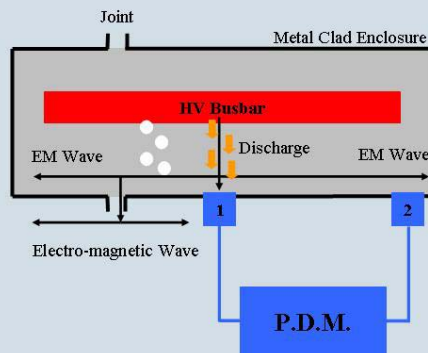 Joint
Metal Clad Enclosure
HV Busbar
EM Wave
Discharge
EM Wave
1
2
Electro-magnetic Wave
P.D.M.